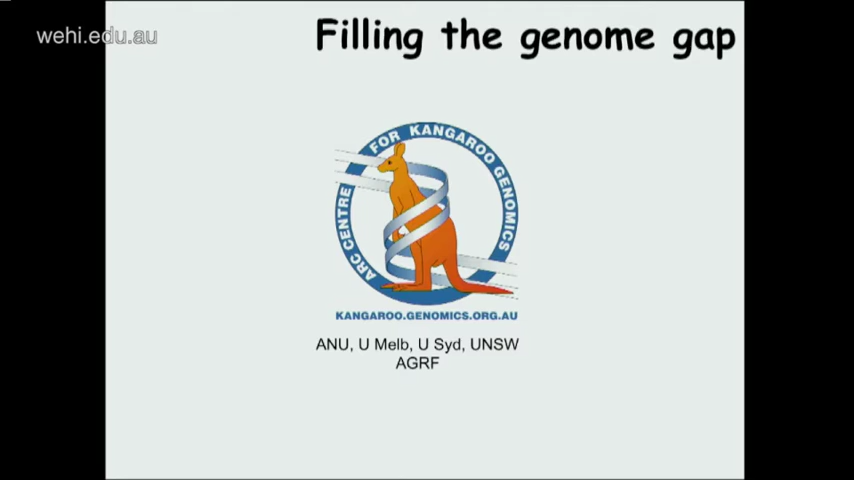 wehi.edu.au
Filling the genome gap
ARC CENTRE FOR KANGAROO GENOMICS
KANGAROO.GENOMICS.ORG.AU
ANU, U Melb, U Syd, UNSW
AGRF